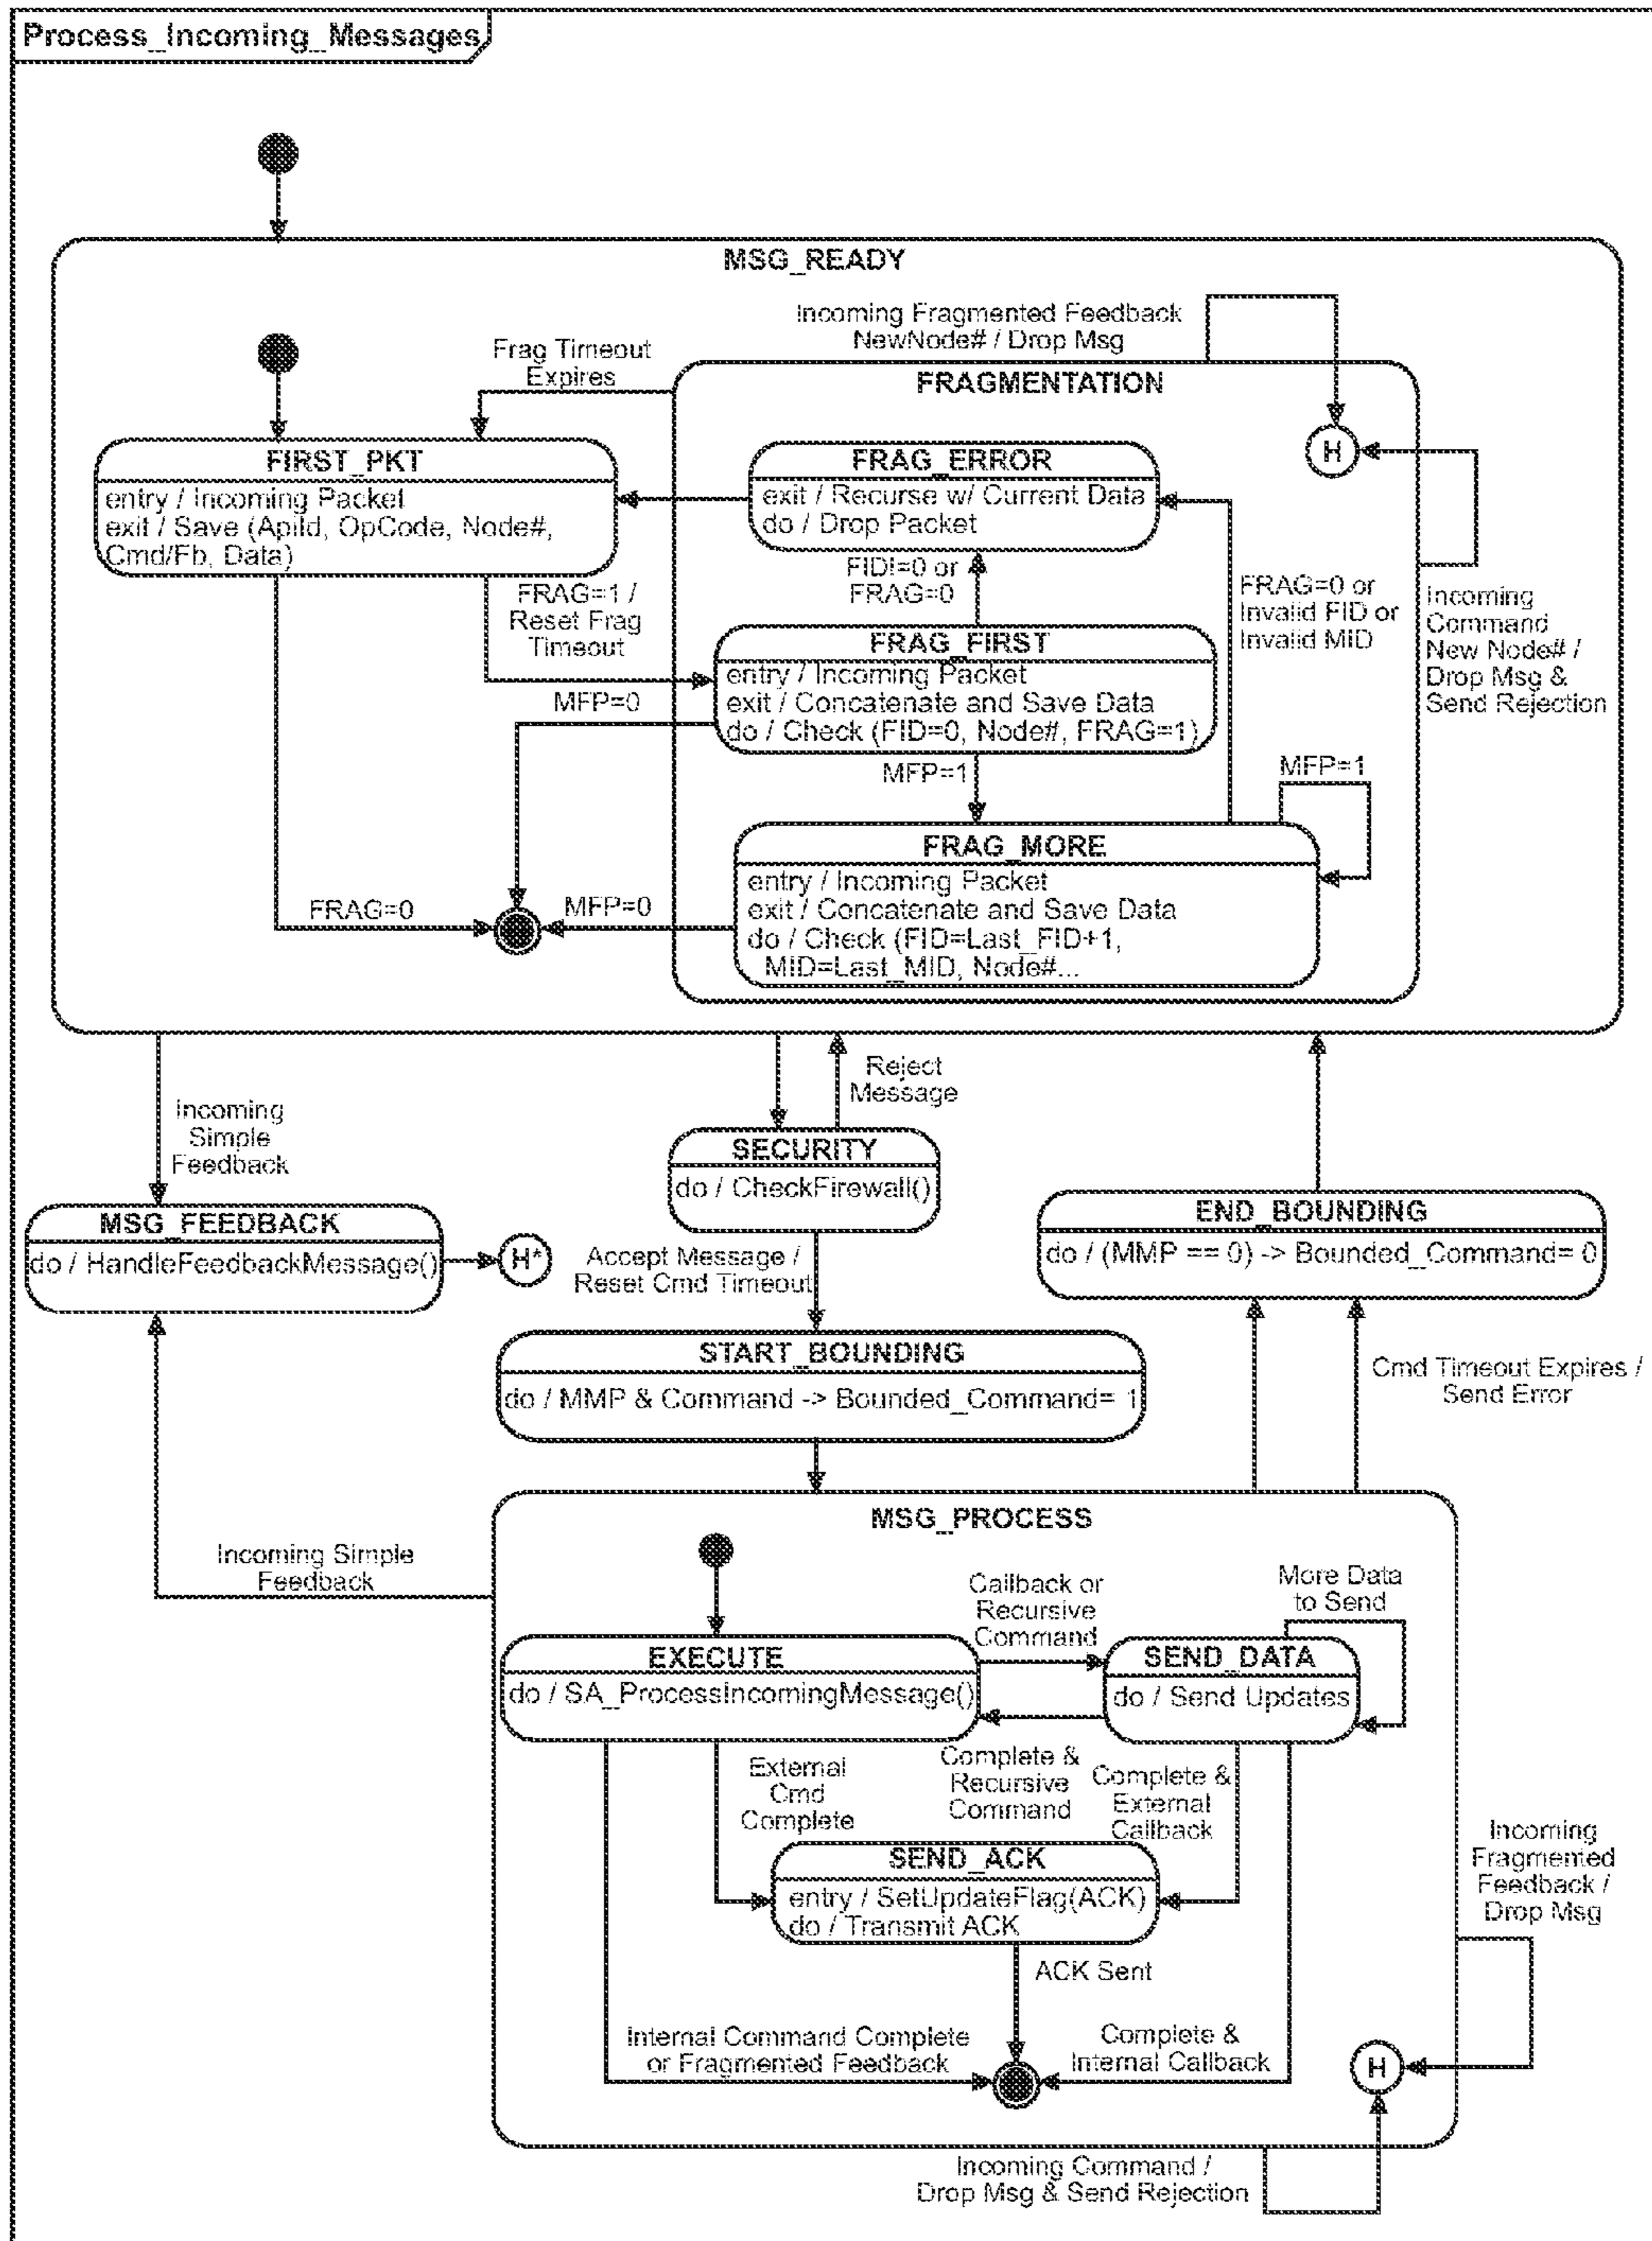 Process_Incoming_Messages
MSG_READY
Incoming Fragmented Feedback
NewNode# / Drop Msg
Frag Timeout
Expires
FRAGMENTATION
FIRST_PKT
entry / Incoming Packet
exit / Save (ApiId, OpCode, Node#,
Cmd/Fb, Data)
FRAG_ERROR
exit / Recurse w/ Current Data
do / Drop Packet
H
FIDI=0 or
FRAG=0
FRAG=1 /
Reset Frag
Timeout
FRAG=0 or
Invalid FID or
Invalid MID
Incoming
Command
New Node# /
Drop Msg &
Send Rejection
FRAG_FIRST
entry / Incoming Packet
exit / Concatenate and Save Data
do / Check (FID=0, Node#, FRAG=1)
MFP=0
MFP=1
MFP=1
FRAG_MORE
entry / Incoming Packet
exit / Concatenate and Save Data
do / Check (FID=Last_FID+1,
MID=Last_MID, Node#...
FRAG=0
MFP=0
Reject
Message
Incoming
Simple
Feedback
SECURITY
do / CheckFirewall()
MSG_FEEDBACK
do / HandleFeedbackMessage()
H*
END_BOUNDING
do / (MMP == 0) -> Bounded_Command= 0
Accept Message /
Reset Cmd Timeout
START_BOUNDING
do / MMP & Command -> Bounded_Command= 1
Cmd Timeout Expires /
Send Error
MSG_PROCESS
Incoming Simple
Feedback
Callback or
Recursive
Command
More Data
to Send
EXECUTE
do / SA_ProcessIncomingMessage()
SEND_DATA
do / Send Updates
External
Cmd
Complete
Complete &
Recursive
Command
Complete &
External
Callback
SEND_ACK
entry / SetUpdateFlag(ACK)
do / Transmit ACK
Incoming
Fragmented
Feedback /
Drop Msg
ACK Sent
Internal Command Complete
or Fragmented Feedback
Complete &
Internal Callback
H
Incoming Command /
Drop Msg & Send Rejection